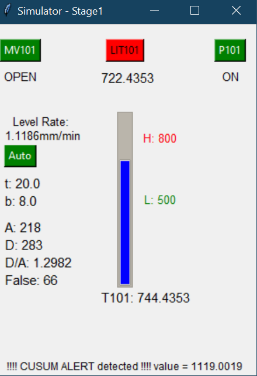 Simulator - Stage1
MV101 LIT101 P101
OPEN 722.4353 ON
Level Rate:
1.1186mm/min
Auto
H: 800
L: 500
t: 20.0
b: 8.0
A: 218
D: 283
D/A: 1.2982
False: 66
T101: 744.4353
!!!! CUSUM ALERT detected !!!! value = 1119.0019